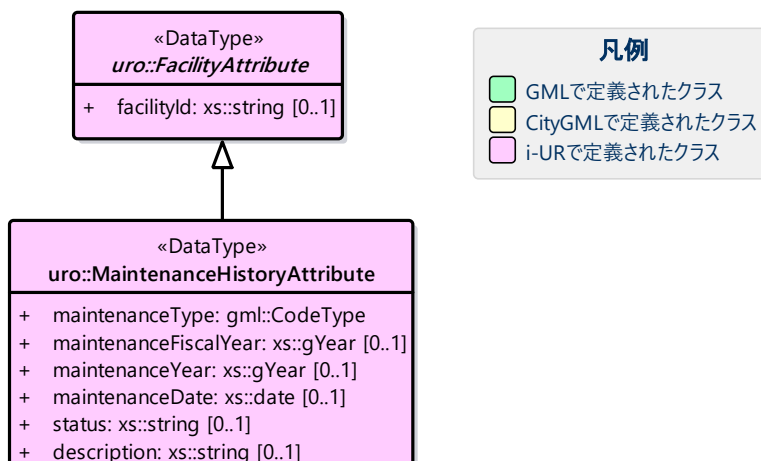 «DataType»
uro::FacilityAttribute
+ facilityId: xs::string [0..1]
凡例
GMLで定義されたクラス
CityGMLで定義されたクラス
i-URで定義されたクラス
«DataType»
uro::MaintenanceHistoryAttribute
+ maintenanceType: gml::CodeType
+ maintenanceFiscalYear: xs::gYear [0..1]
+ maintenanceYear: xs::gYear [0..1]
+ maintenanceDate: xs::date [0..1]
+ status: xs::string [0..1]
+ description: xs::string [0..1]